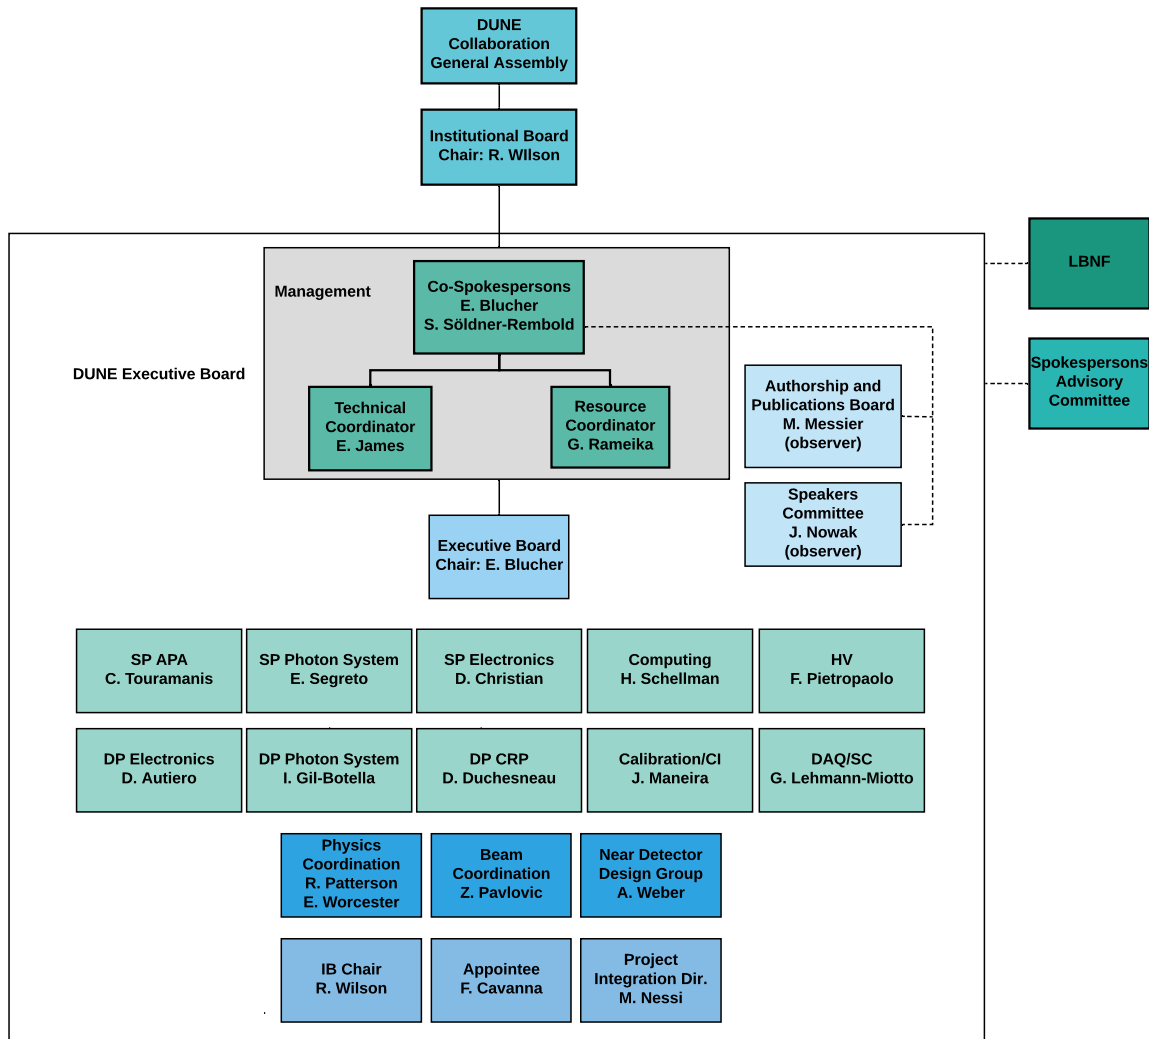 DUNE
Collaboration
General Assembly
Institutional Board
Chair: R. WIlson
LBNF
Management
Co-Spokespersons
E. Blucher
S. Söldner-Rembold
Spokespersons
Advisory
Committee
DUNE Executive Board
Technical
Coordinator
E. James
Resource
Coordinator
G. Rameika
Authorship and
Publications Board
M. Messier
(observer)
Speakers
Committee
J. Nowak
(observer)
Executive Board
Chair: E. Blucher
SP APA
C. Touramanis
SP Photon System
E. Segreto
SP Electronics
D. Christian
Computing
H. Schellman
HV
F. Pietropaolo
DP Electronics
D. Autiero
DP Photon System
I. Gil-Botella
DP CRP
D. Duchesneau
Calibration/CI
J. Maneira
DAQ/SC
G. Lehmann-Miotto
Physics
Coordination
R. Patterson
E. Worcester
Beam
Coordination
Z. Pavlovic
Near Detector
Design Group
A. Weber
IB Chair
R. Wilson
Appointee
F. Cavanna
Project
Integration Dir.
M. Nessi